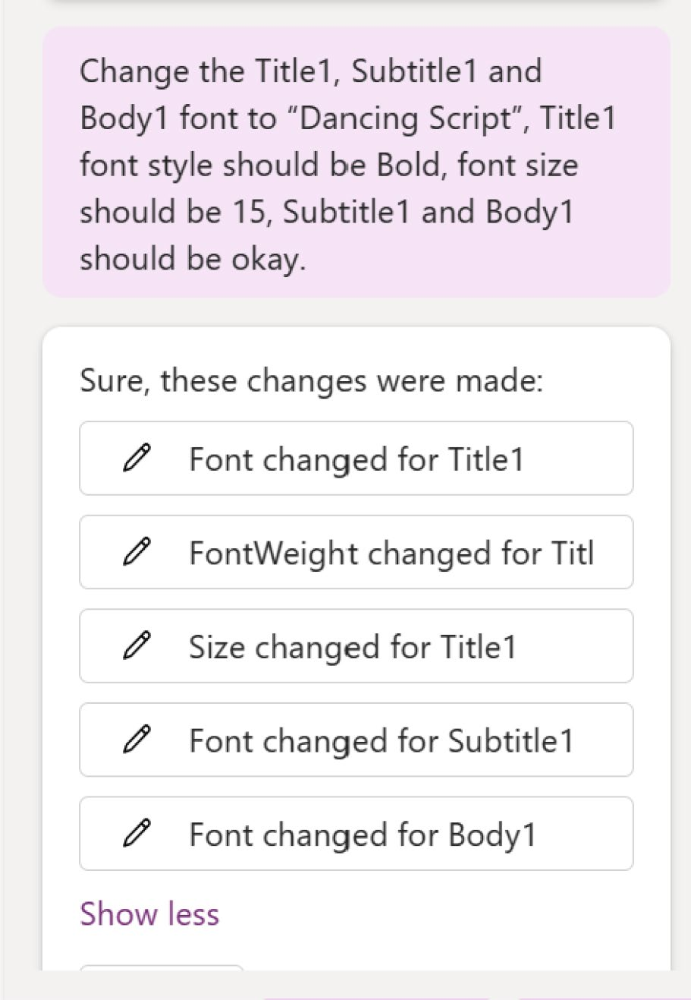 Change the Title1, Subtitle1 and
Body1 font to “Dancing Script”, Title1
font style should be Bold, font size
should be 15, Subtitle1 and Body1
should be okay.
Sure, these changes were made:
Font changed for Title1
FontWeight changed for Titl
Size changed for Title1
Font changed for Subtitle1
Font changed for Body1
Show less